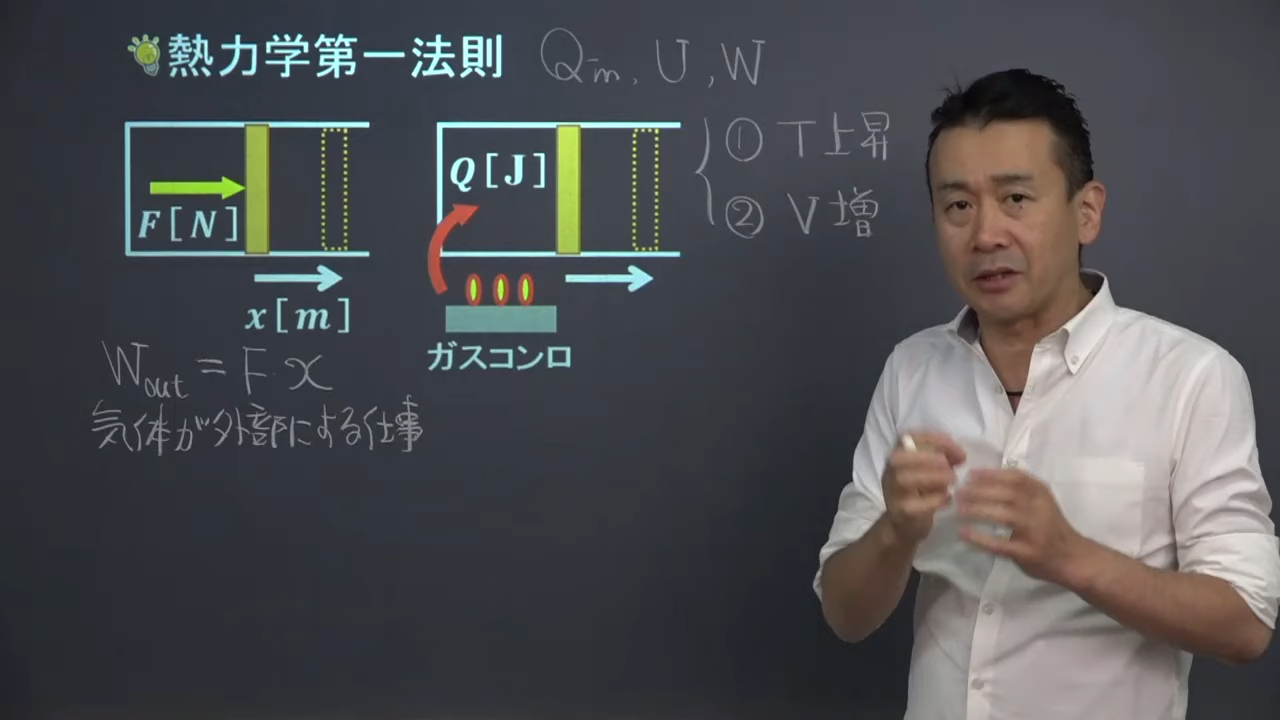 熱力学第一法則 Qin, U, W
F[N]
x[m]
Wout = F・x
気体が外部にする仕事
Q[J]
ガスコンロ
① T上昇
② V増